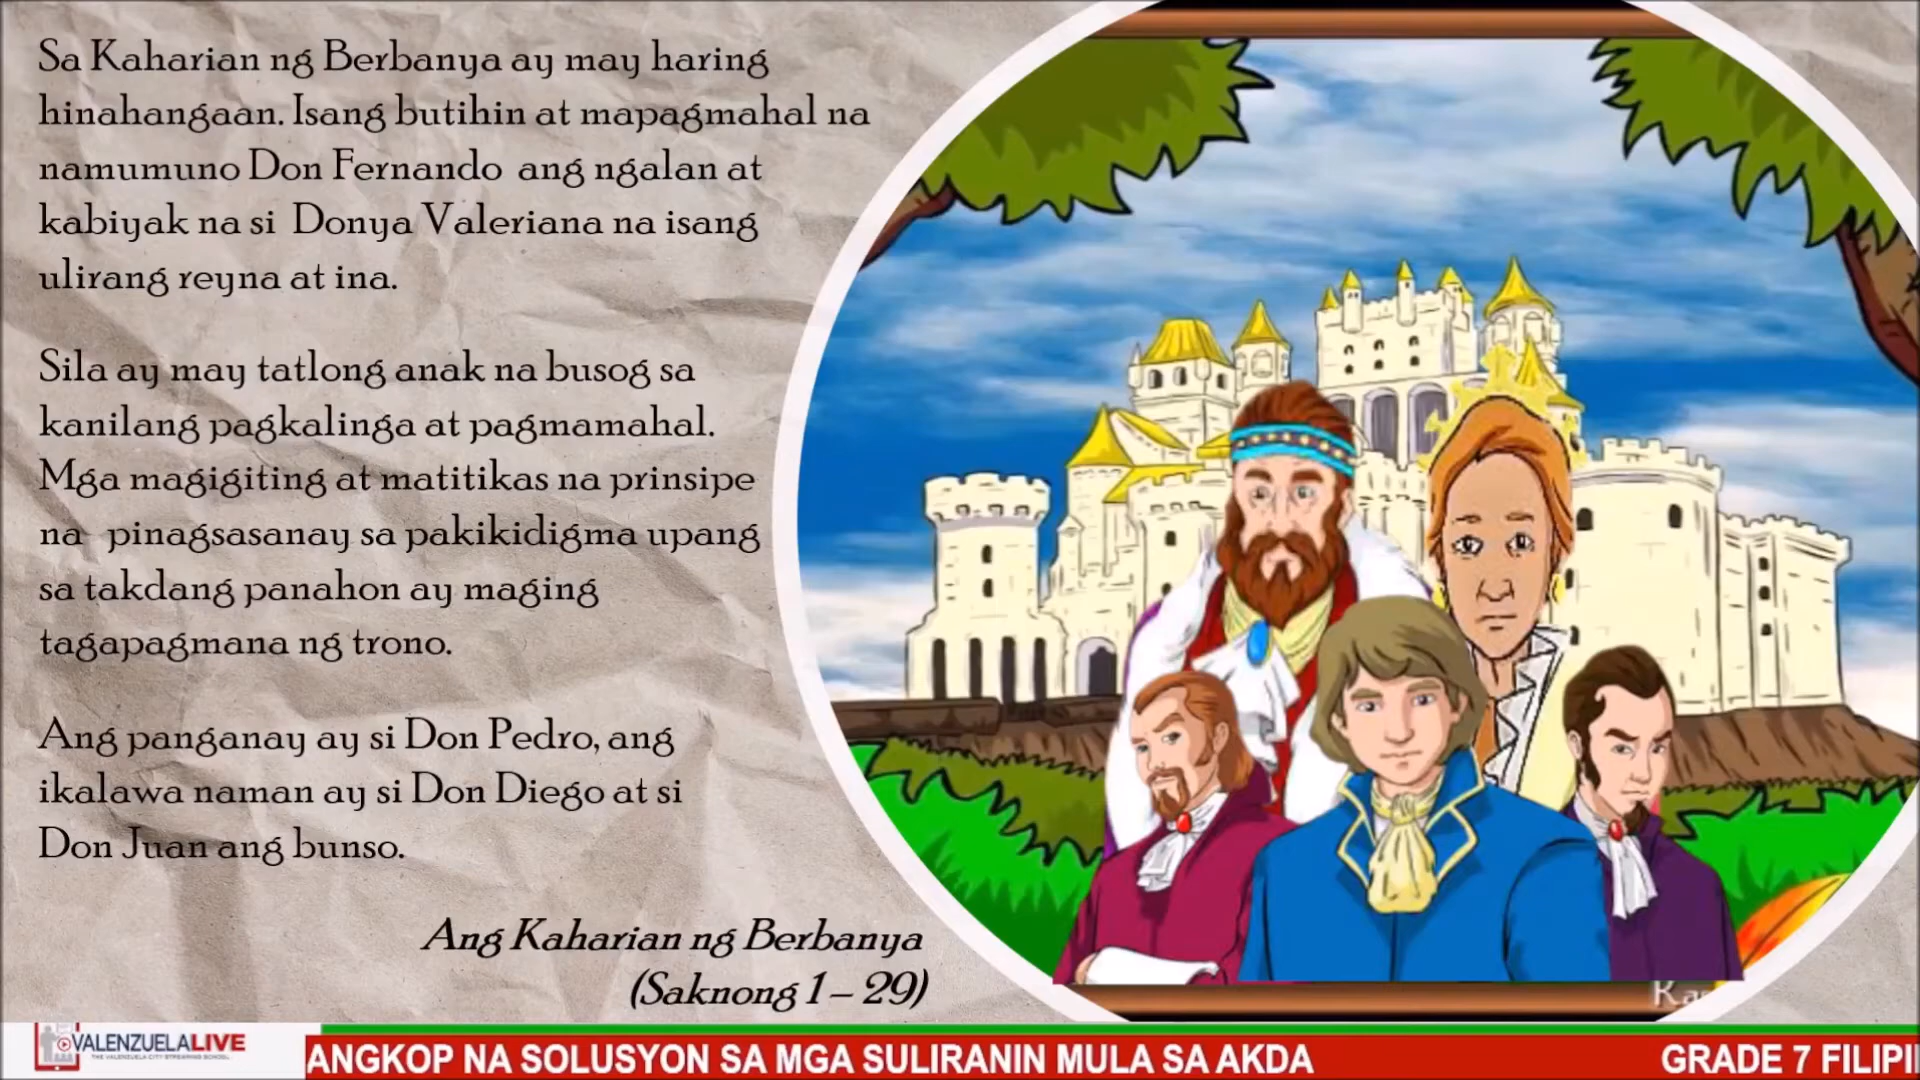 Sa Kaharian ng Berbanya ay may haring
hinahangaan. Isang butihin at mapagmahal na
namumuno Don Fernando ang ngalan at
kabiyak na si Donya Valeriana na isang
ulirang reyna at ina.
Sila ay may tatlong anak na busog sa
kanilang pagkalinga at pagmamahal.
Mga magigiting at matitikas na prinsipe
na pinagsasanay sa pakikidigma upang
sa takdang panahon ay maging
tagapagmana ng trono.
Ang panganay ay si Don Pedro, ang
ikalawa naman ay si Don Diego at si
Don Juan ang bunso.
Ang Kaharian ng Berbanya
(Saknong 1 – 29)
VALENZUELALIVE
THE VALENZUELA CITY STREAMING SCHOOL
ANGKOP NA SOLUSYON SA MGA SULIRANIN MULA SA AKDA
GRADE 7